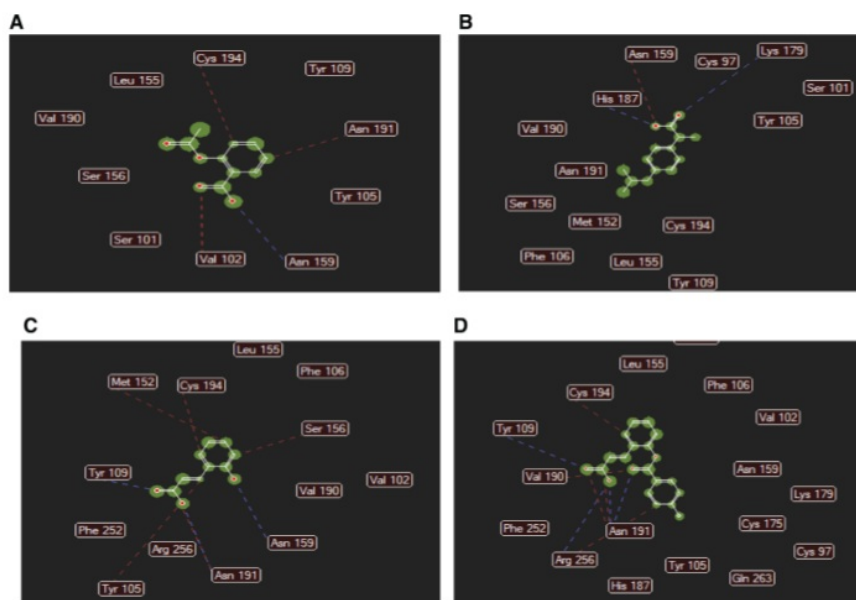 A
Cys 194
Tyr 109
Leu 155
Val 190
Asn 191
Ser 156
Tyr 105
Ser 101
Val 102
Asn 159
B
Asn 159
Cys 97
Lys 179
Ser 101
His 187
Tyr 105
Val 190
Asn 191
Ser 156
Met 152
Cys 194
Phe 106
Leu 155
Tyr 109
C
Leu 155
Phe 106
Met 152
Cys 194
Ser 156
Tyr 109
Val 102
Val 190
Phe 252
Asn 159
Arg 256
Asn 191
Tyr 105
D
Leu 155
Phe 106
Cys 194
Val 102
Tyr 109
Asn 159
Val 190
Lys 179
Phe 252
Asn 191
Cys 175
Cys 97
Arg 256
Tyr 105
Gln 263
His 187